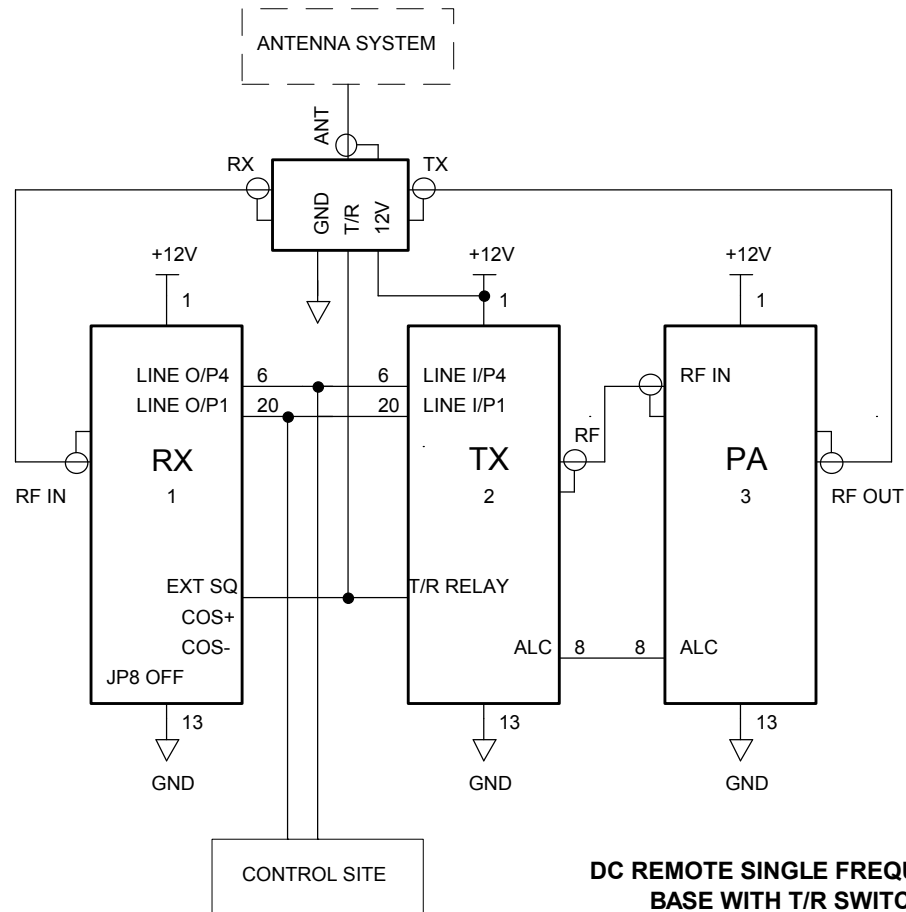 ANTENNA SYSTEM
ANT
RX
TX
GND
T/R
12V
+12V
+12V
+12V
1
1
1
LINE O/P4
6
6
LINE I/P4
RF IN
LINE O/P1
20
20
LINE I/P1
RF
RX
TX
PA
1
2
3
RF IN
RF OUT
EXT SQ
T/R RELAY
COS+
COS-
ALC
8
8
ALC
JP8 OFF
13
13
13
GND
GND
GND
CONTROL SITE
DC REMOTE SINGLE
BASE WITH T/R